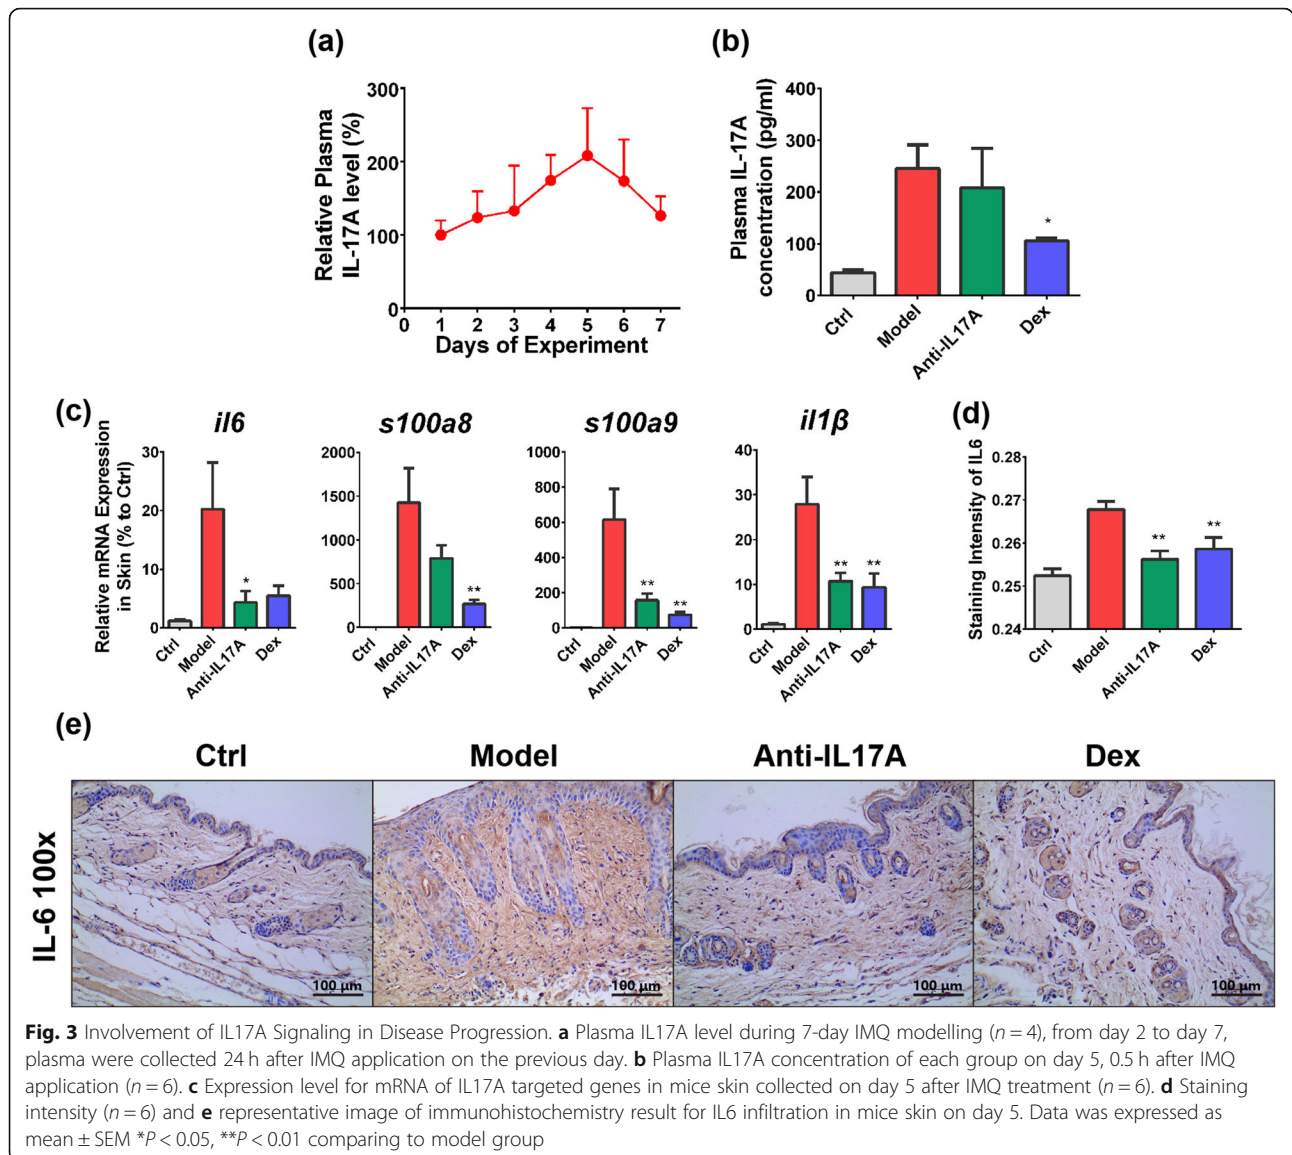 (a)
Relative Plasma
IL-17A level (%)
300
200
100
0
0 1 2 3 4 5 6 7
Days of Experiment
(b)
Plasma IL-17A
concentration (pg/ml)
400
300
200
100
0
*
Ctrl Model Anti-IL17A Dex
(c)
Relative mRNA Expression
in Skin (% to Ctrl)
il6
30
20
10
0
*
Ctrl Model Anti-IL17A Dex
s100a8
2000
1500
1000
500
0
**
Ctrl Model Anti-IL17A Dex
s100a9
1000
800
600
400
200
0
** **
Ctrl Model Anti-IL17A Dex
il1β
40
30
20
10
0
** **
Ctrl Model Anti-IL17A Dex
(d)
Staining Intensity of IL6
0.28
0.27
0.26
0.25
0.24
** **
Ctrl Model Anti-IL17A Dex
(e)
Ctrl Model Anti-IL17A Dex
IL-6 100x
100 µm 100 µm 100 µm 100 µm
Fig. 3 Involvement of IL17A Signaling in Disease Progression. a Plasma IL17A level during 7-day IMQ modelling (n = 4), from day 2 to day 7,
plasma were collected 24 h after IMQ application on the previous day. b Plasma IL17A concentration of each group on day 5, 0.5 h after IMQ
application (n = 6). c Expression level for mRNA of IL17A targeted genes in mice skin collected on day 5 after IMQ treatment (n = 6). d Staining
intensity (n = 6) and e representative image of immunohistochemistry result for IL6 infiltration in mice skin on day 5. Data was expressed as
mean ± SEM *P < 0.05, **P < 0.01 comparing to model group